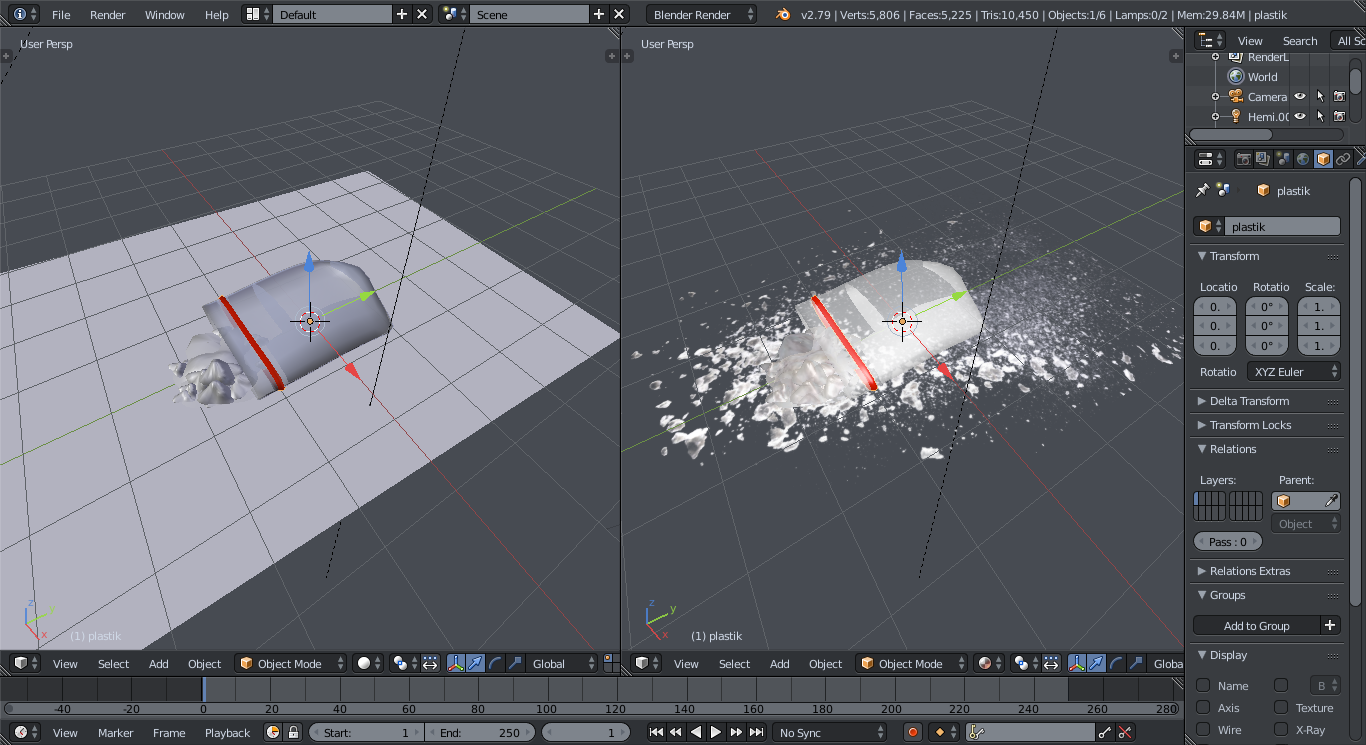 File Render Window Help Default Scene Blender Render v2.79 | Verts:5,806 | Faces:5,225 | Tris:10,450 | Objects:1/6 | Lamps:0/2 | Mem:29.84M | plastik
User Persp
User Persp
View Search All Sc
RenderL
World
Camera
Hemi.00
plastik
plastik
Transform
Locatio Rotatio Scale:
0. 0° 1.
0. 0° 1.
0. 0° 1.
Rotatio XYZ Euler
Delta Transform
Transform Locks
Relations
Layers: Parent:
Object
Pass : 0
Relations Extras
Groups
Add to Group
Display
Name B
Axis Texture
Wire X-Ray
z y x
(1) plastik
z y x
(1) plastik
View Select Add Object Object Mode Global
View Select Add Object Object Mode Globa
-40 -20 0 20 40 60 80 100 120 140 160 180 200 220 240 260 280
View Marker Frame Playback Start: 1 End: 250 1 No Sync